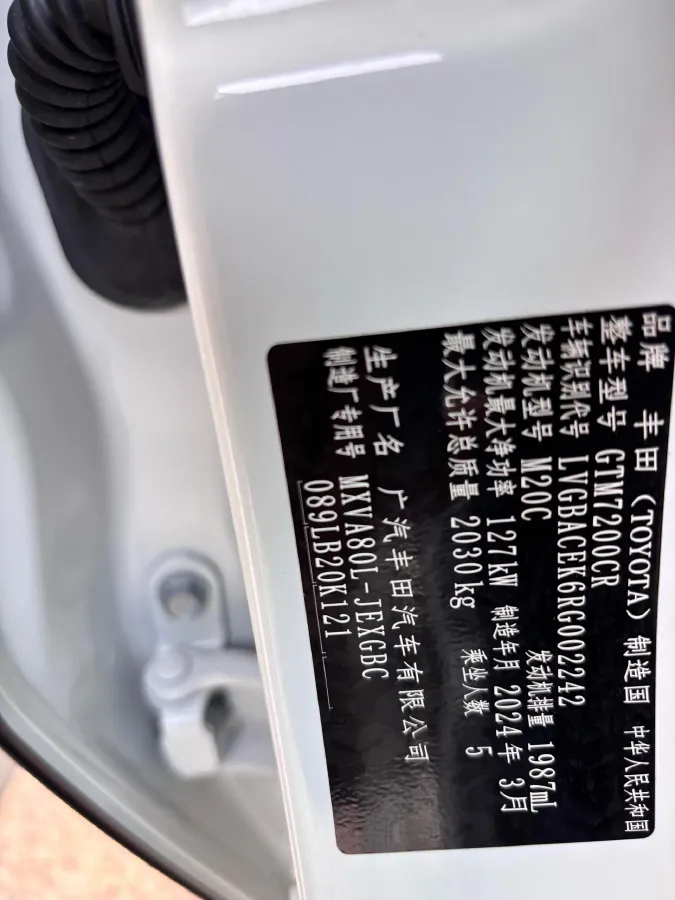 品牌 丰田(TOYOTA) 制造国 中华人民共和国
整车型号 GTM7200CR
车辆识别代号 LVGBACEK6RG002242
发动机型号 M20C 发动机排量 1987mL
发动机最大净功率 127kW 制造年月 2024年 3月
最大允许总质量 2030kg 乘坐人数 5
生产厂名 广汽丰田汽车有限公司
制造厂专用号 MXVA80L-JEXGBC
089LB20K121